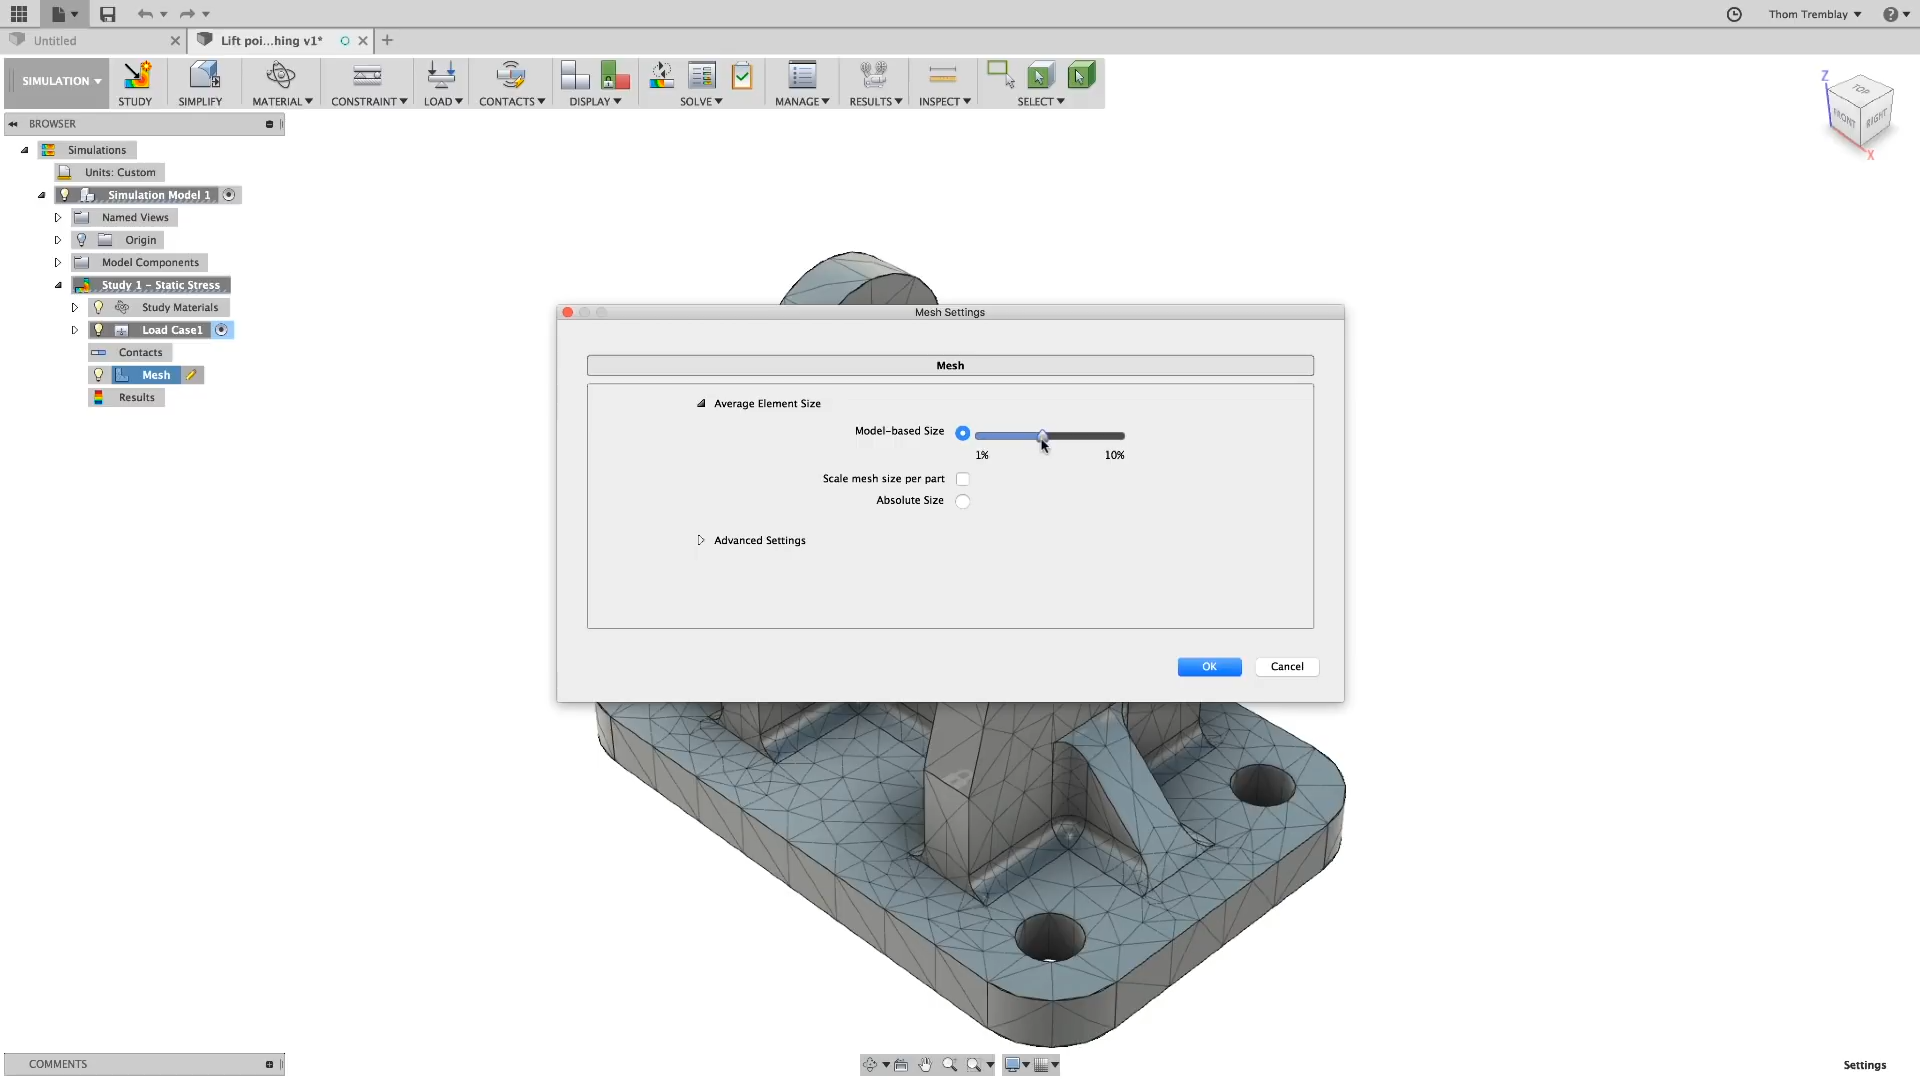 Thom Tremblay
Untitled
Lift poi...hing v1*
SIMULATION
STUDY
SIMPLIFY
MATERIAL
CONSTRAINT
LOAD
CONTACTS
DISPLAY
SOLVE
MANAGE
RESULTS
INSPECT
SELECT
Z
TOP
FRONT
RIGHT
X
BROWSER
Simulations
Units: Custom
Simulation Model 1
Named Views
Origin
Model Components
Study 1 - Static Stress
Study Materials
Load Case1
Contacts
Mesh
Results
Mesh Settings
Mesh
Average Element Size
Model-based Size
1%
10%
Scale mesh size per part
Absolute Size
Advanced Settings
OK
Cancel
COMMENTS
Settings